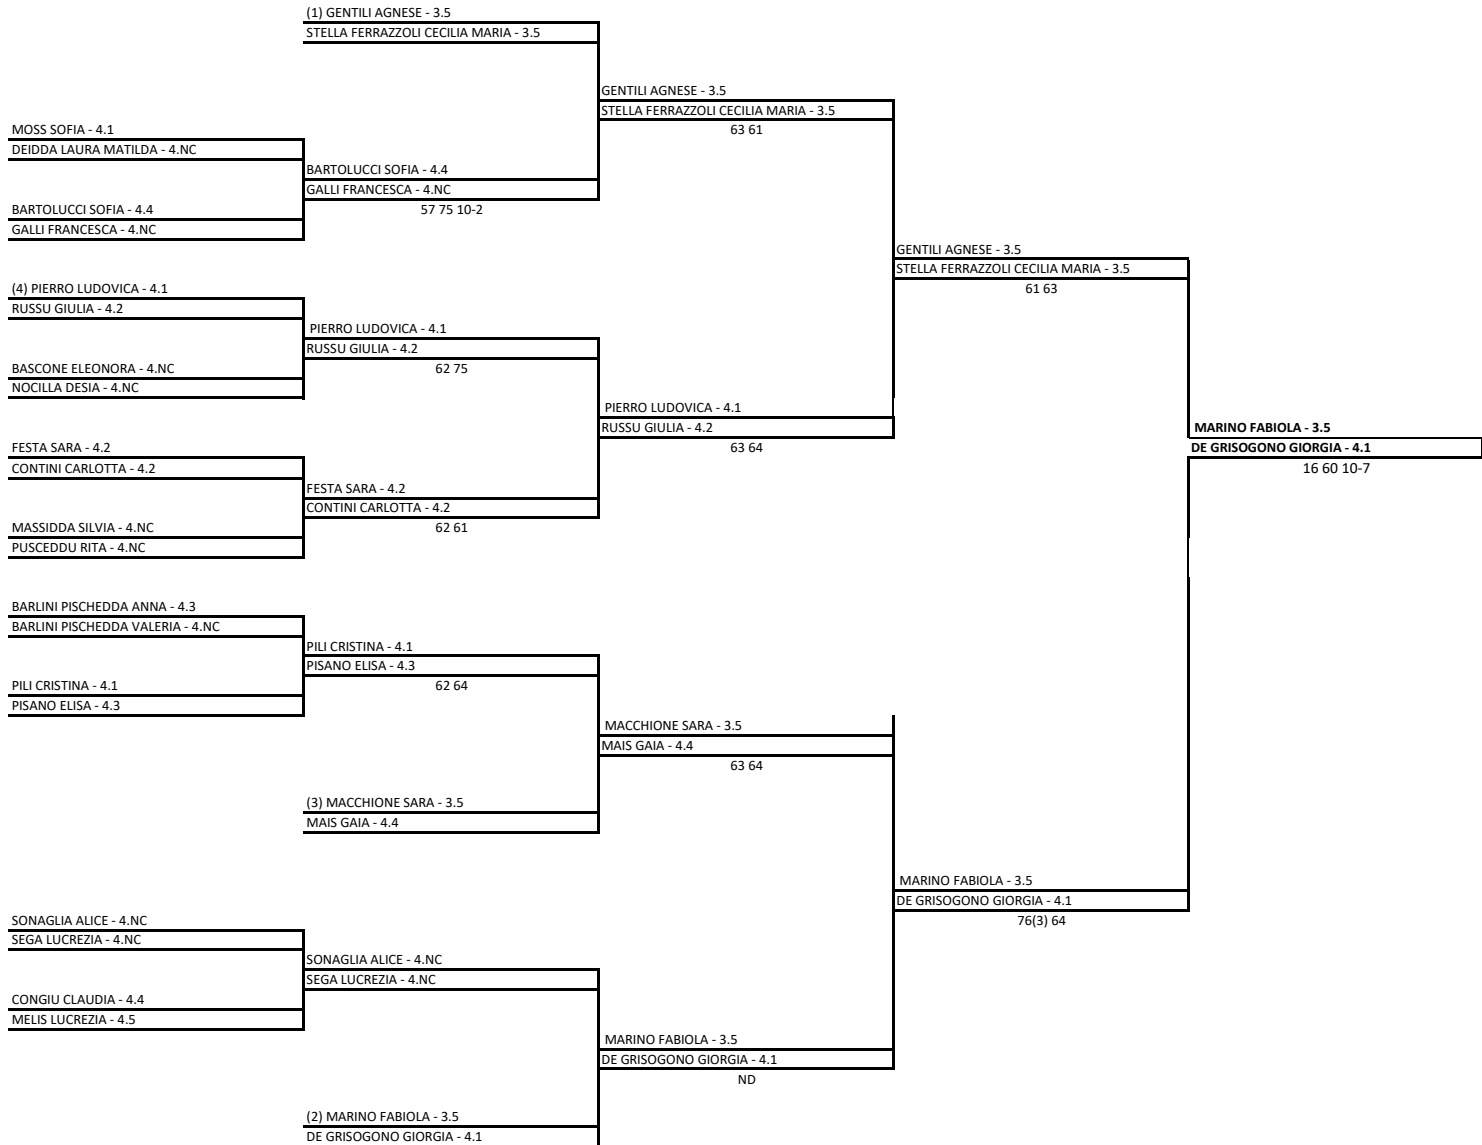 (1) GENTILI AGNESE - 3.5
STELLA FERRAZZOLI CECILIA MARIA - 3.5
GENTILI AGNESE - 3.5
STELLA FERRAZZOLI CECILIA MARIA - 3.5
63 61
MOSS SOFIA - 4.1
DEIDDA LAURA MATILDA - 4.NC
BARTOLUCCI SOFIA - 4.4
GALLI FRANCESCA - 4.NC
57 75 10-2
BARTOLUCCI SOFIA - 4.4
GALLI FRANCESCA - 4.NC
GENTILI AGNESE - 3.5
STELLA FERRAZZOLI CECILIA MARIA - 3.5
61 63
(4) PIERRO LUDOVICA - 4.1
RUSSU GIULIA - 4.2
PIERRO LUDOVICA - 4.1
RUSSU GIULIA - 4.2
62 75
BASCONE ELEONORA - 4.NC
NOCILLA DESIA - 4.NC
PIERRO LUDOVICA - 4.1
RUSSU GIULIA - 4.2
63 64
MARINO FABIOLA - 3.5
DE GRISOGONO GIORGIA - 4.1
16 60 10-7
FESTA SARA - 4.2
CONTINI CARLOTTA - 4.2
FESTA SARA - 4.2
CONTINI CARLOTTA - 4.2
62 61
MASSIDDA SILVIA - 4.NC
PUSCEDDU RITA - 4.NC
BARLINI PISCHEDDA ANNA - 4.3
BARLINI PISCHEDDA VALERIA - 4.NC
PILI CRISTINA - 4.1
PISANO ELISA - 4.3
62 64
PILI CRISTINA - 4.1
PISANO ELISA - 4.3
MACCHIONE SARA - 3.5
MAIS GAIA - 4.4
63 64
(3) MACCHIONE SARA - 3.5
MAIS GAIA - 4.4
MARINO FABIOLA - 3.5
DE GRISOGONO GIORGIA - 4.1
76(3) 64
SONAGLIA ALICE - 4.NC
SEGA LUCREZIA - 4.NC
SONAGLIA ALICE - 4.NC
SEGA LUCREZIA - 4.NC
CONGIU CLAUDIA - 4.4
MELIS LUCREZIA - 4.5
MARINO FABIOLA - 3.5
DE GRISOGONO GIORGIA - 4.1
ND
(2) MARINO FABIOLA - 3.5
DE GRISOGONO GIORGIA - 4.1